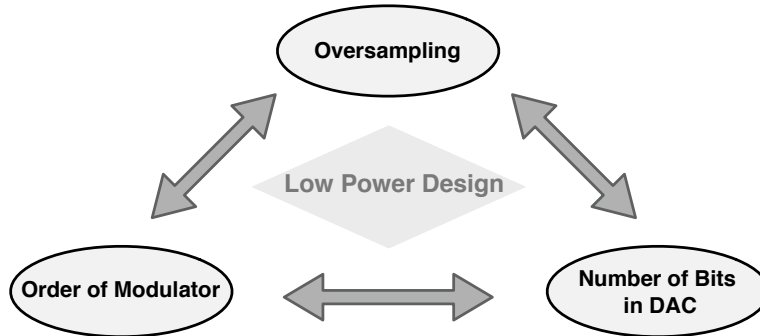 Oversampling
Low Power Design
Order of Modulator
Number of Bits
in DAC